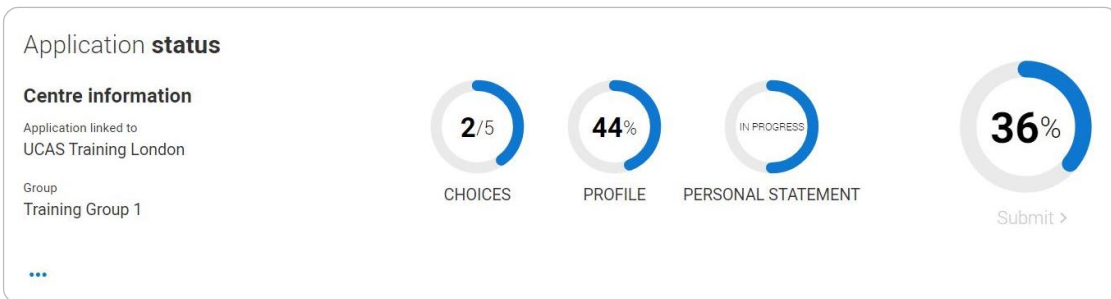 Application status
Centre information
Application linked to
UCAS Training London
Group
Training Group 1
2/5
CHOICES
44%
PROFILE
IN PROGRESS
PERSONAL STATEMENT
36%
Submit >
...